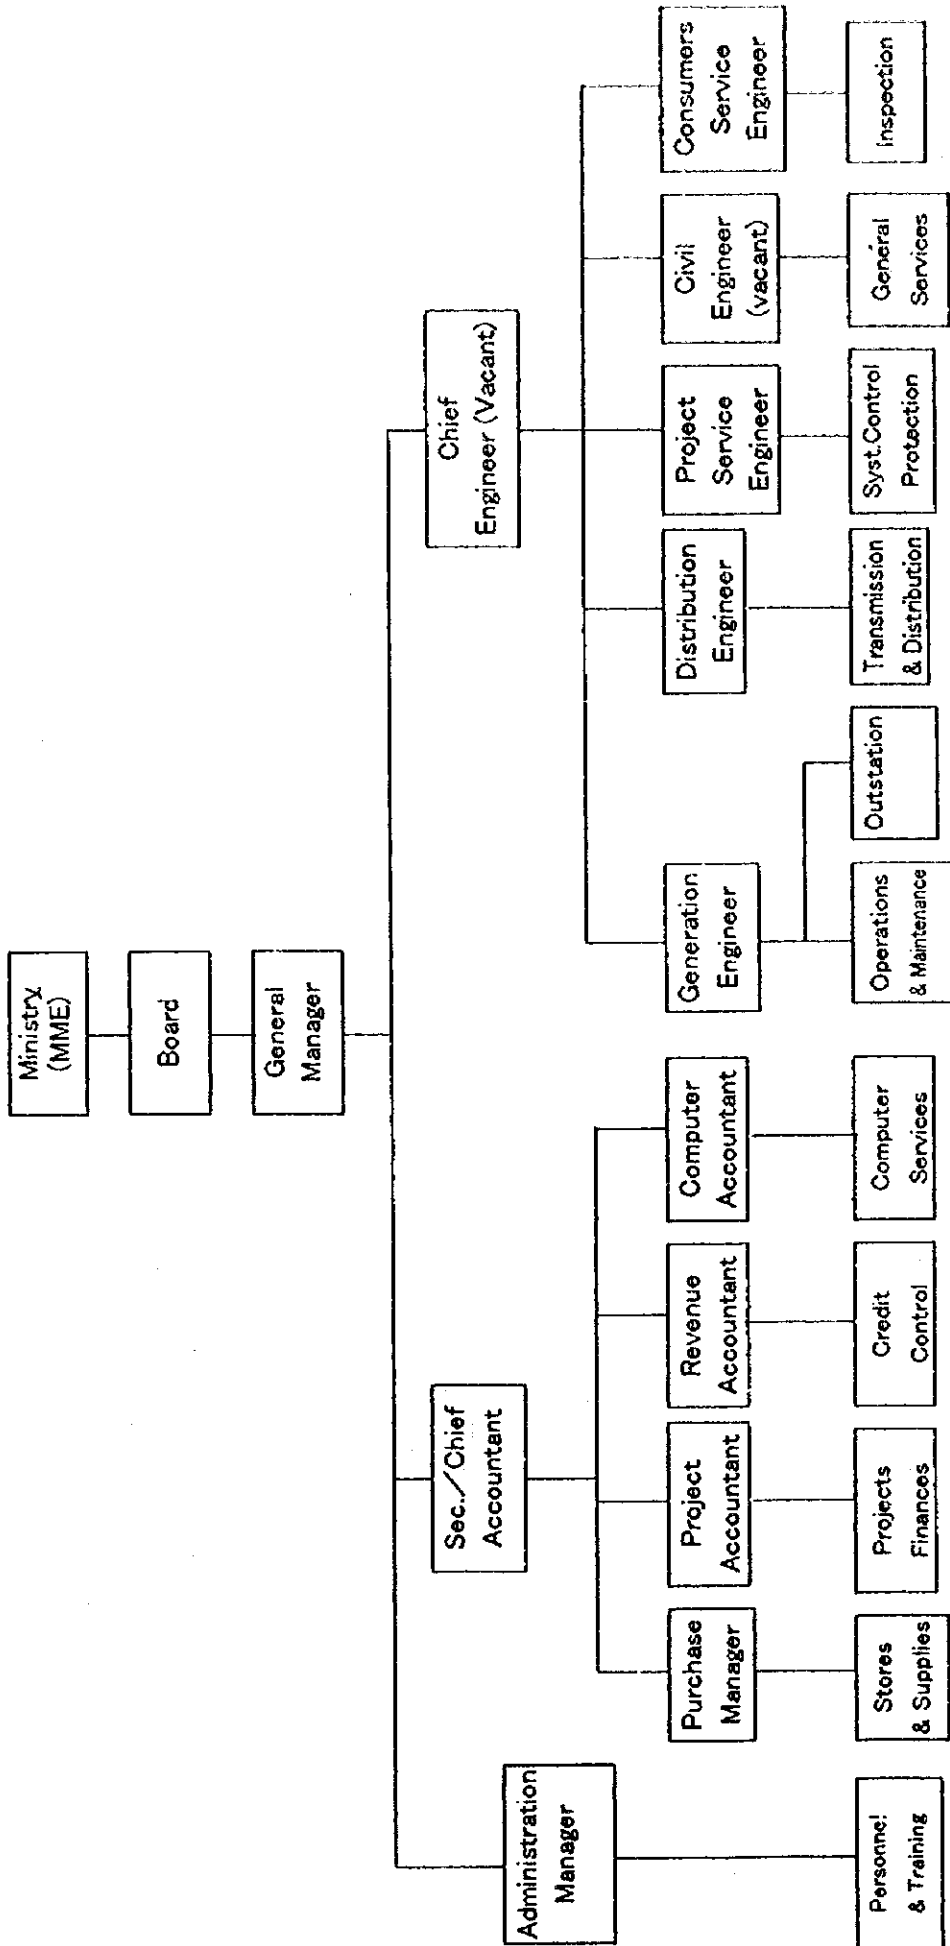 Ministry
(MME)
Board
General
Manager
Administration
Manager
Sec./Chief
Accountant
Chief
Engineer (Vacant)
Purchase
Manager
Project
Accountant
Revenue
Accountant
Computer
Accountant
Generation
Engineer
Distribution
Engineer
Project
Service
Engineer
Civil
Engineer
(vacant)
Consumers
Service
Engineer
Personnel
& Training
Stores
& Supplies
Projects
Finances
Credit
Control
Computer
Services
Operations
& Maintenance
Outstation
Transmission
& Distribution
Syst.Control
Protection
General
Services
Inspection